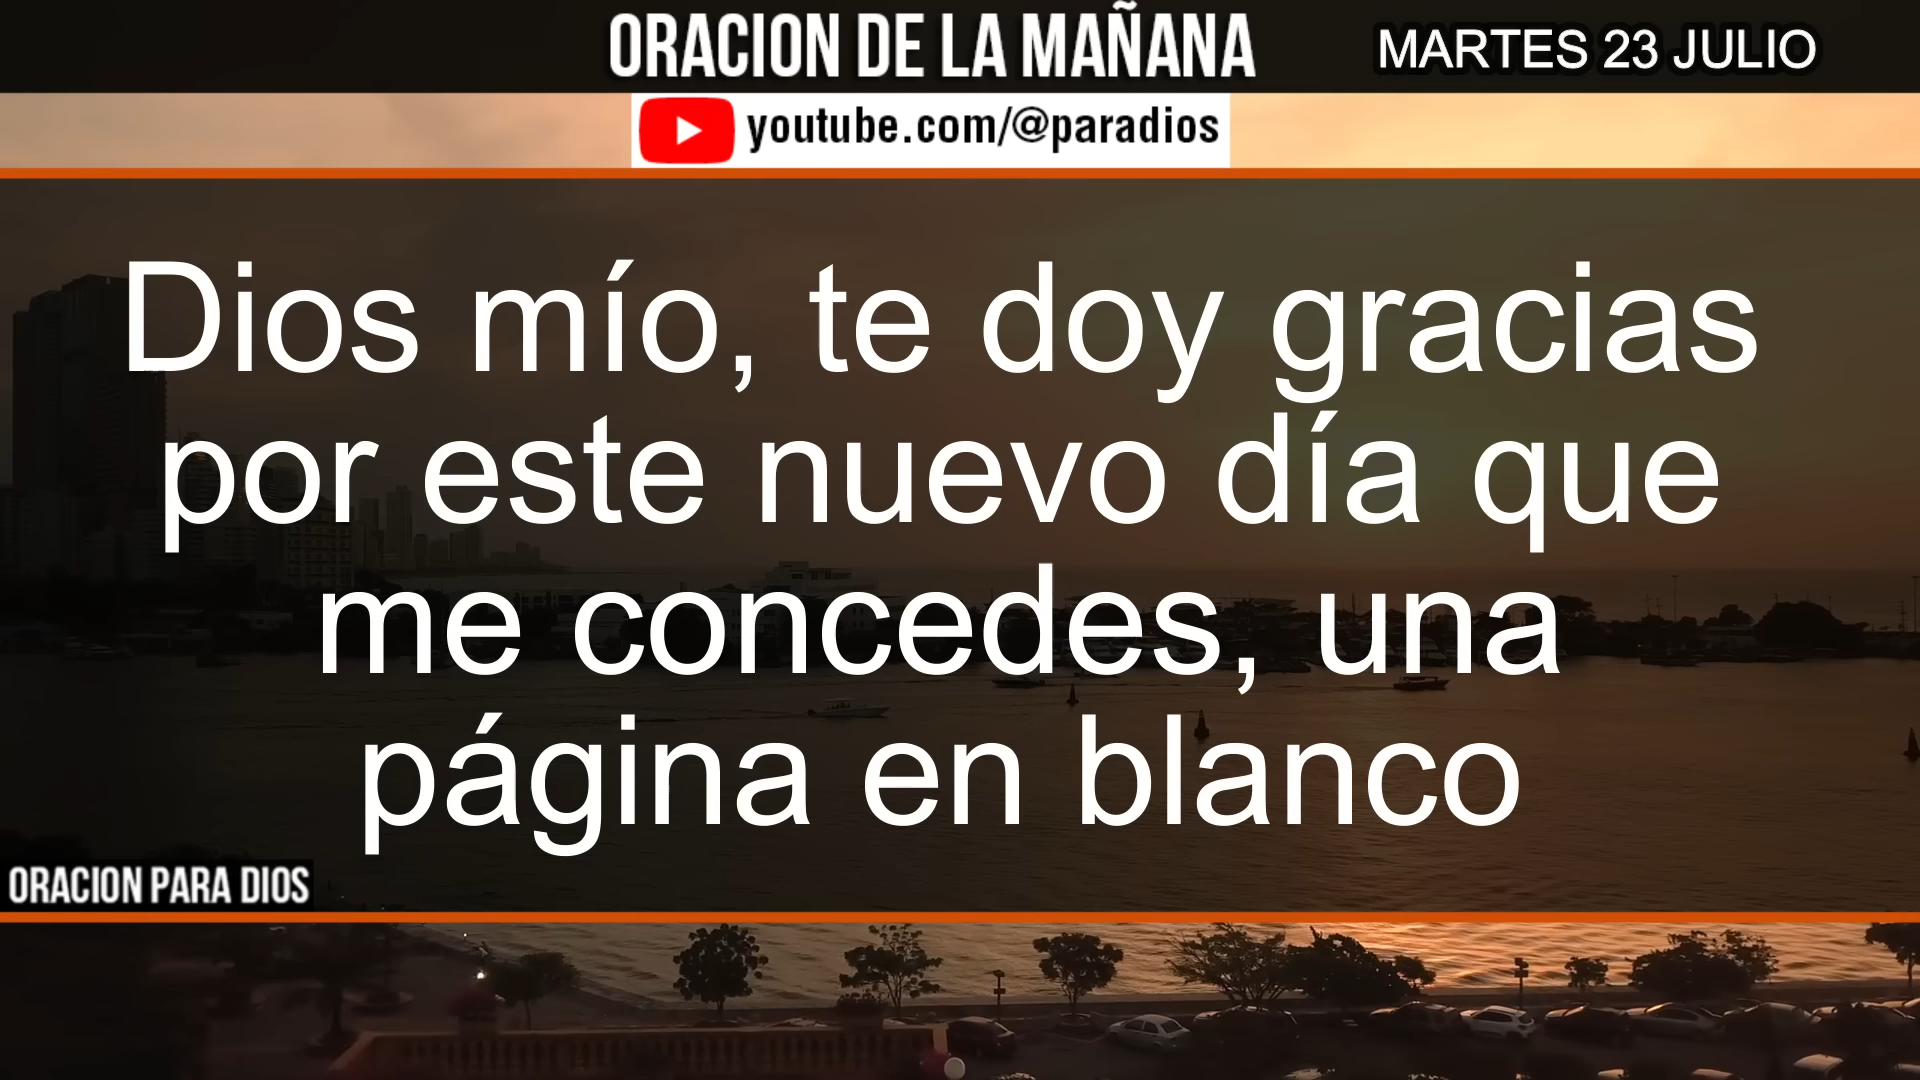 ORACION DE LA MAÑANA
MARTES 23 JULIO
youtube.com/@paradios
Dios mío, te doy gracias
por este nuevo día que
me concedes, una
página en blanco
ORACION PARA DIOS